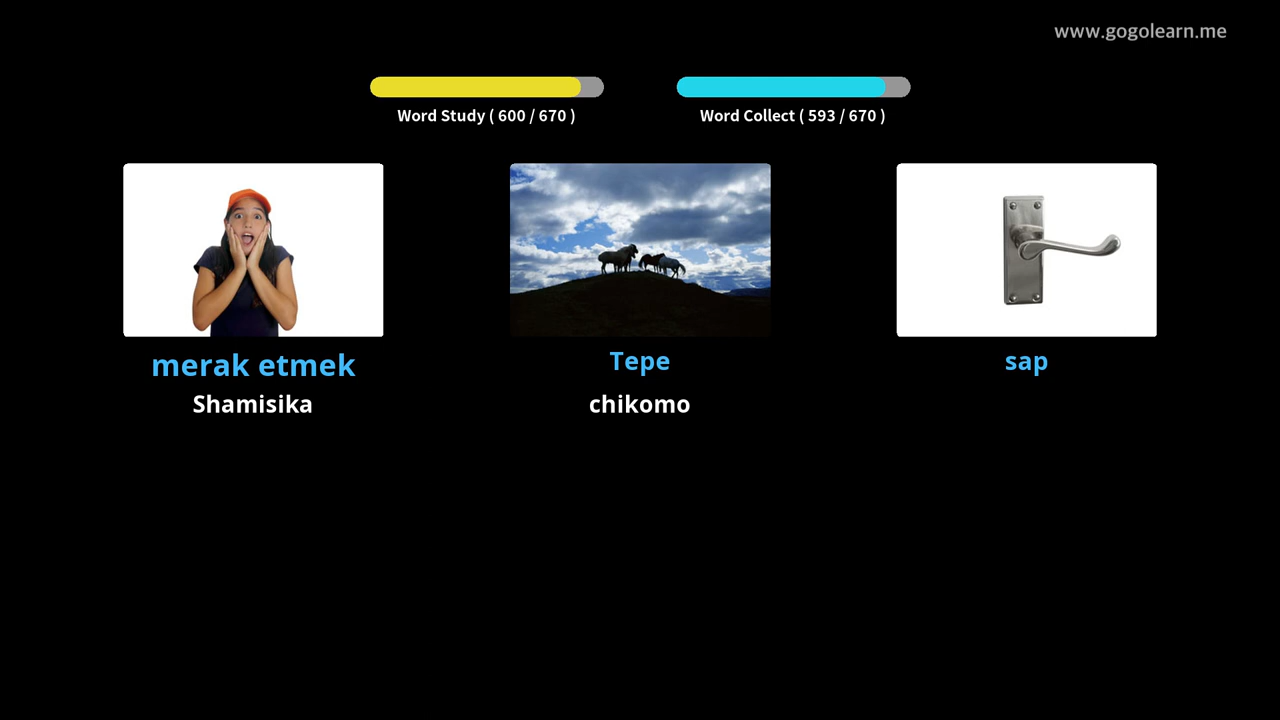 www.gogolearn.me
Word Study ( 600 / 670 )
Word Collect ( 593 / 670 )
merak etmek
Shamisika
Tepe
chikomo
sap